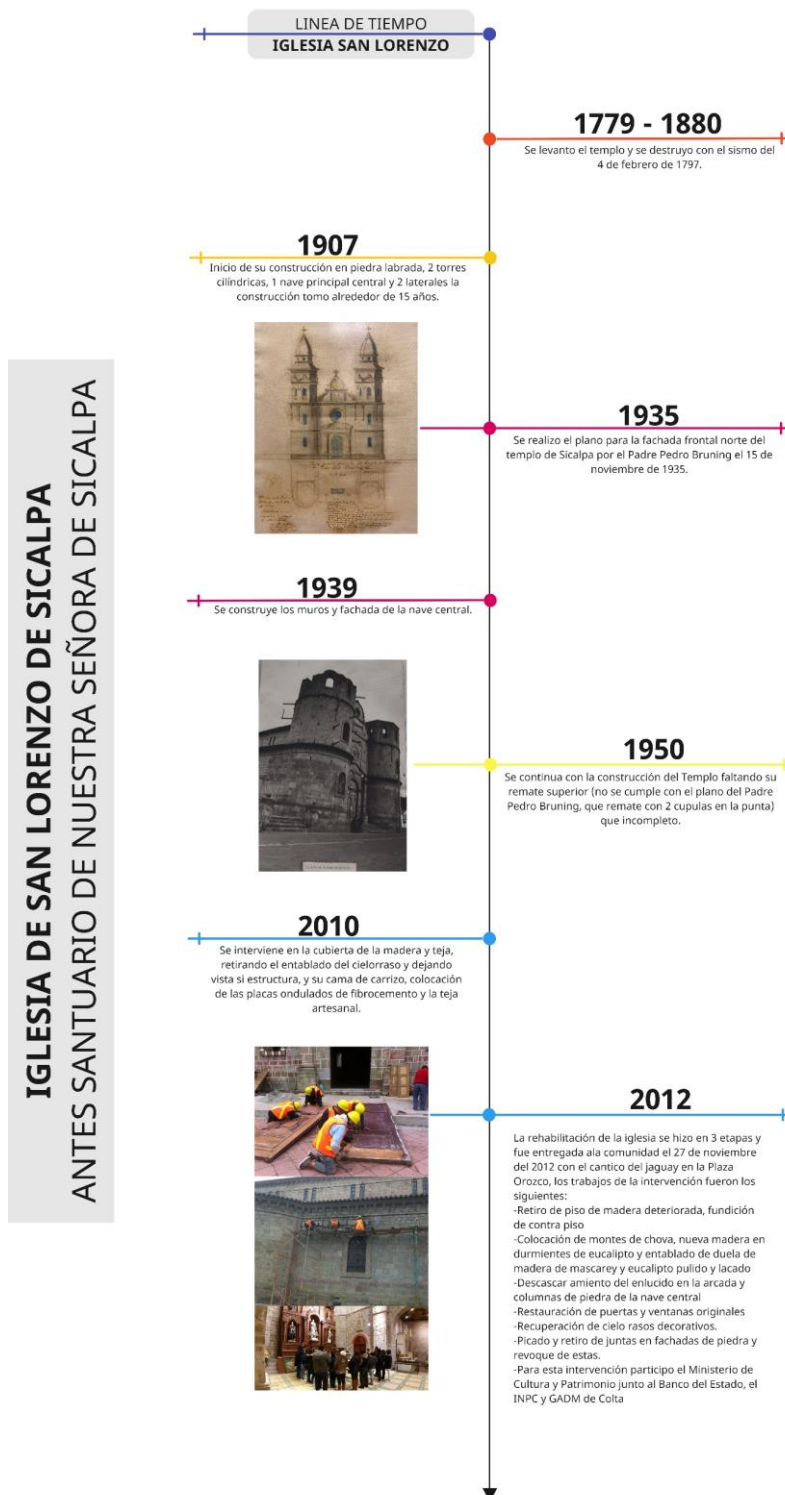 LINEA DE TIEMPO
IGLESIA SAN LORENZO
IGLESIA DE SAN LORENZO DE SICALPA
ANTES SANTUARIO DE NUESTRA SEÑORA DE SICALPA
1779 - 1880
Se levanto el templo y se destruyo con el sismo del
4 de febrero de 1797.
1907
Inicio de su construcción en piedra labrada, 2 torres
cilíndricas, 1 nave principal central y 2 laterales la
construcción tomo alrededor de 15 años.
1935
Se realizo el plano para la fachada frontal norte del
templo de Sicalpa por el Padre Pedro Bruning el 15 de
noviembre de 1935.
1939
Se construye los muros y fachada de la nave central.
1950
Se continua con la construcción del Templo faltando su
remate superior (no se cumple con el plano del Padre
Pedro Bruning, que remate con 2 cupulas en la punta)
que incompleto.
2010
Se interviene en la cubierta de la madera y teja,
retirando el entablado del cielorraso y dejando
vista si estructura, y su cama de carrizo, colocación
de las placas ondulados de fibrocemento y la teja
artesanal.
2012
La rehabilitación de la iglesia se hizo en 3 etapas y
fue entregada ala comunidad el 27 de noviembre
del 2012 con el cantico del jaguay en la Plaza
Orozco, los trabajos de la intervención fueron los
siguientes:
-Retiro de piso de madera deteriorada, fundición
de contra piso
-Colocación de montes de chova, nueva madera en
durmientes de eucalipto y entablado de duela de
madera de mascarey y eucalipto pulido y lacado
-Descascar amiento del enlucido en la arcada y
columnas de piedra de la nave central
-Restauración de puertas y ventanas originales
-Recuperación de cielo rasos decorativos.
-Picado y retiro de juntas en fachadas de piedra y
revoque de estas.
-Para esta intervención participo el Ministerio de
Cultura y Patrimonio junto al Banco del Estado, el
INPC y GADM de Colta